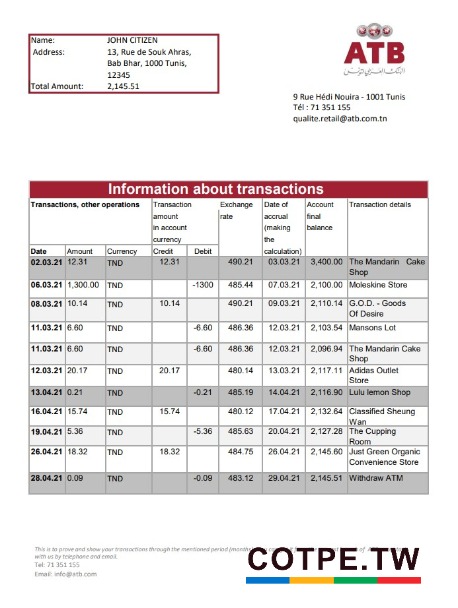 Name: JOHN CITIZEN
Address: 13, Rue de Souk Ahras,
Bab Bhar, 1000 Tunis,
12345
Total Amount: 2,145.51
ATB
9 Rue Hédi Nouira - 1001 Tunis
Tél : 71 351 155
qualite.retail@atb.com.tn
Information about transactions
Transactions, other operations Transaction amount in account currency Exchange rate Date of accrual (making the calculation) Account final balance Transaction details
Date Amount Currency Credit Debit
02.03.21 12.31 TND 12.31 490.21 03.03.21 3,400.00 The Mandarin Cake
Shop
06.03.21 1,300.00 TND -1300 485.44 07.03.21 2,100.00 Moleskine Store
08.03.21 10.14 TND 10.14 490.21 09.03.21 2,110.14 G.O.D. - Goods
Of Desire
11.03.21 6.60 TND -6.60 486.36 12.03.21 2,103.54 Mansons Lot
11.03.21 6.60 TND -6.60 486.36 12.03.21 2,096.94 The Mandarin Cake
Shop
12.03.21 20.17 TND 20.17 480.14 13.03.21 2,117.11 Adidas Outlet
Store
13.04.21 0.21 TND -0.21 485.19 14.04.21 2,116.90 Lulu lemon Shop
16.04.21 15.74 TND 15.74 480.12 17.04.21 2,132.64 Classified Sheung
Wan
19.04.21 5.36 TND -5.36 485.63 20.04.21 2,127.28 The Cupping
Room
26.04.21 18.32 TND 18.32 484.75 26.04.21 2,145.60 Just Green Organic
Convenience Store
28.04.21 0.09 TND -0.09 483.12 29.04.21 2,145.51 Withdraw ATM
This is to prove and show your transactions through the mentioned period (month
with us by telephone and email.
Tel: 71 351 155
Email: info@atb.com
COTPE.TW